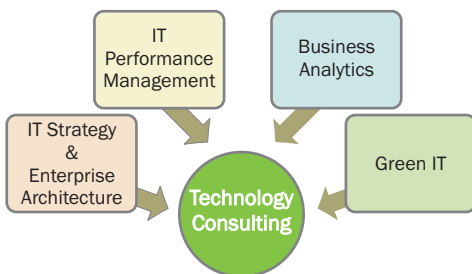 IT
Performance
Management
Business
Analytics
IT Strategy
&
Enterprise
Architecture
Green IT
Technology
Consulting